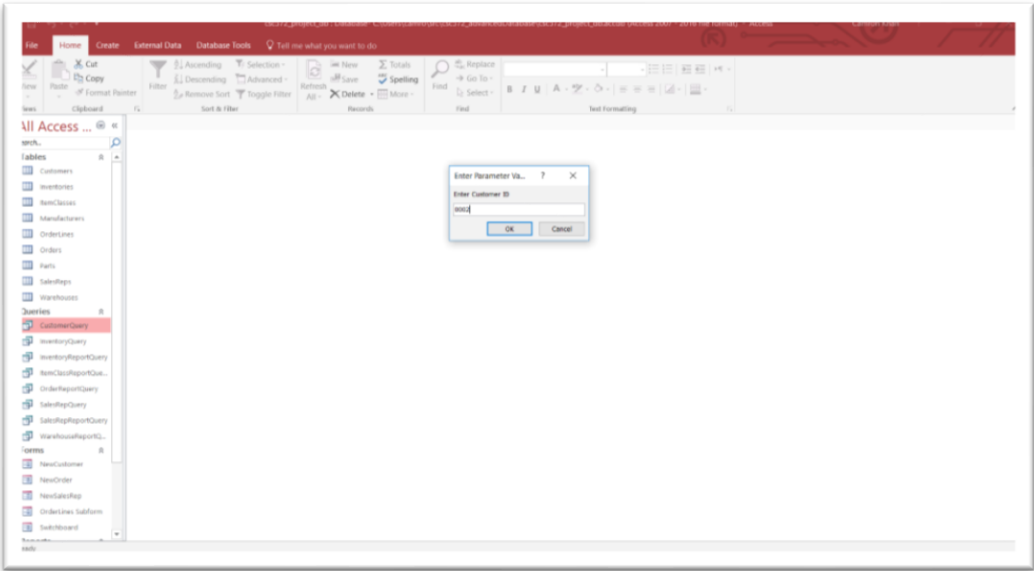 File Home Create External Data Database Tools Tell me what you want to do
Cut
Copy
Format Painter
Paste
Clipboard
Filter
Ascending
Descending
Remove Sort
Selection
Advanced
Toggle Filter
Sort & Filter
Refresh
All
New
Save
Delete
Totals
Spelling
More
Records
Find
Replace
Go To
Select
Find
B I U A
Text Formatting
All Access ...
Tables
Customers
Inventories
ItemClasses
Manufacturers
OrderLines
Orders
Parts
SalesReps
Warehouses
Queries
CustomerQuery
InventoryQuery
InventoryReportQuery
ItemClassReportQue...
OrderReportQuery
SalesRepQuery
SalesRepReportQuery
WarehouseReportQ...
Forms
NewCustomer
NewOrder
NewSalesRep
OrderLines Subform
Switchboard
Enter Parameter Va... ?
Enter Customer ID
OK Cancel